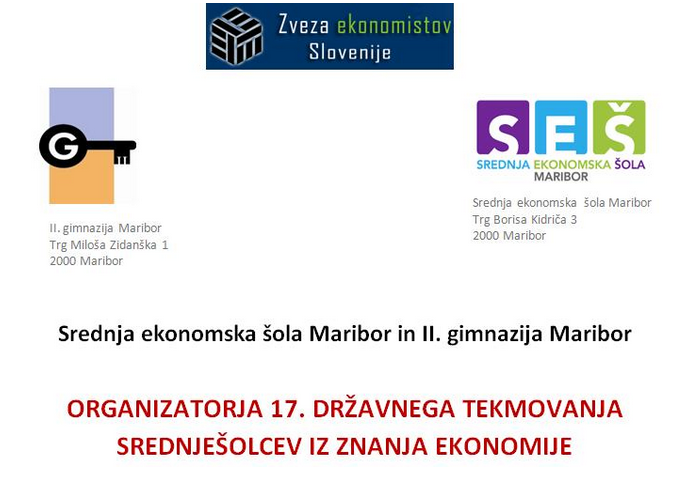 Zveza ekonomistov
Slovenije
G
SEŠ
SREDNJA EKONOMSKA ŠOLA
MARIBOR
II. gimnazija Maribor
Trg Miloša Zidanška 1
2000 Maribor
Srednja ekonomska šola Maribor
Trg Borisa Kidriča 3
2000 Maribor
Srednja ekonomska šola Maribor in II. gimnazija Maribor
ORGANIZATORJA 17. DRŽAVNEGA TEKMOVANJA
SREDNJEŠOLCEV IZ ZNANJA EKONOMIJE